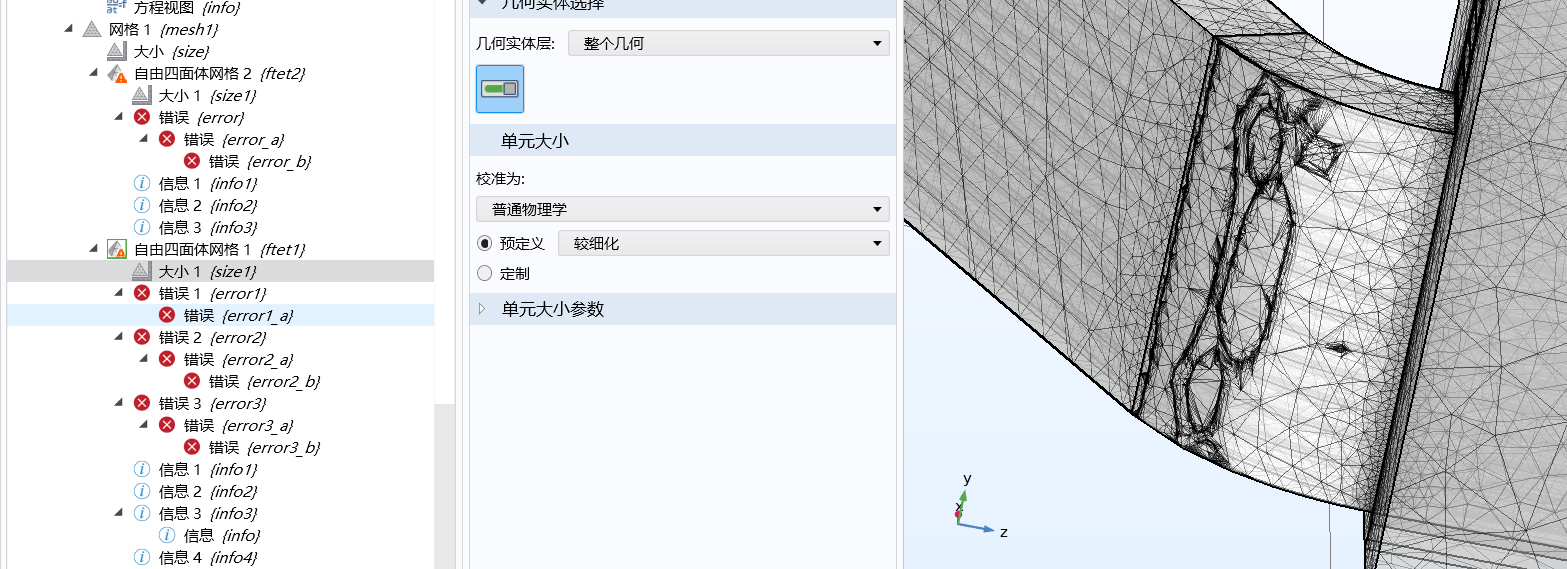 方程视图 {info}
网格 1 {mesh1}
大小 {size}
自由四面体网格 2 {ftet2}
大小 1 {size1}
错误 {error}
错误 {error_a}
错误 {error_b}
信息 1 {info1}
信息 2 {info2}
信息 3 {info3}
自由四面体网格 1 {ftet1}
大小 1 {size1}
错误 1 {error1}
错误 {error1_a}
错误 2 {error2}
错误 {error2_a}
错误 {error2_b}
错误 3 {error3}
错误 {error3_a}
错误 {error3_b}
信息 1 {info1}
信息 2 {info2}
信息 3 {info3}
信息 {info}
信息 4 {info4}
几何实体选择
几何实体层: 整个几何
单元大小
校准为:
普通物理学
预定义 较细化
定制
单元大小参数
y
x
z